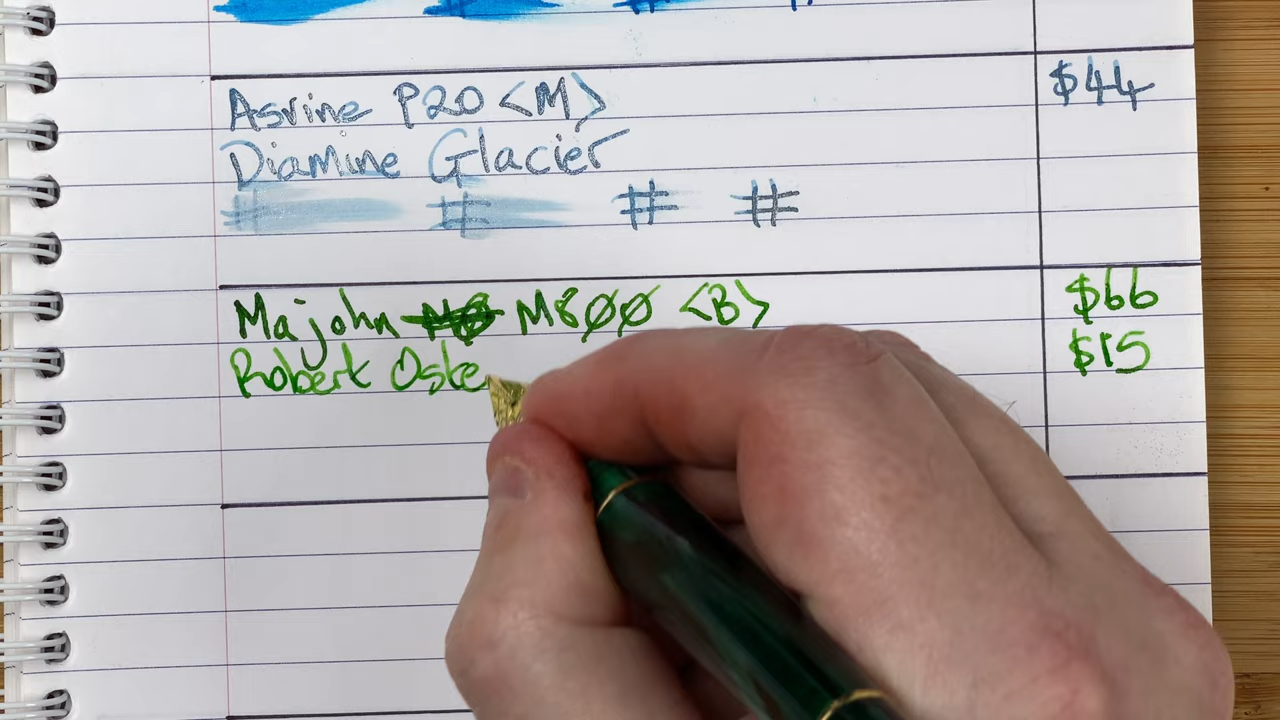 Asvine P20 <M> $44
Diamine Glacier
# # # #
Majohn M8 M800 <B> $66
Robert Oste $15